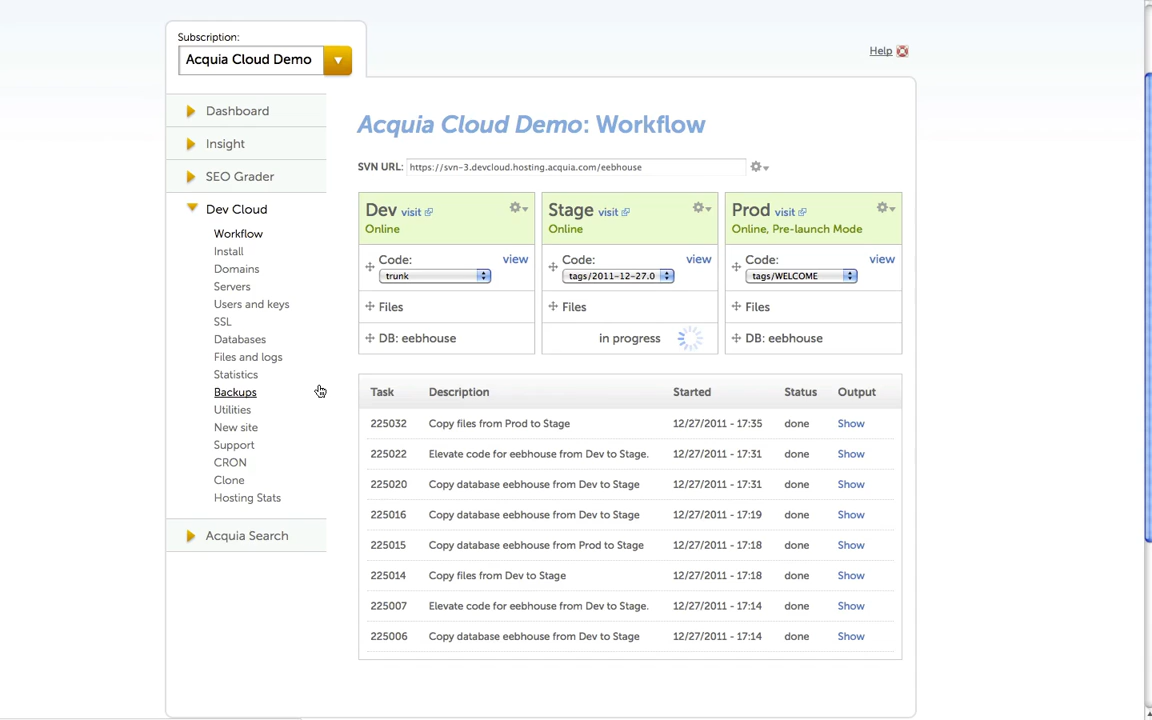 Subscription:
Acquia Cloud Demo
Help
Dashboard
Insight
SEO Grader
Dev Cloud
Workflow
Install
Domains
Servers
Users and keys
SSL
Databases
Files and logs
Statistics
Backups
Utilities
New site
Support
CRON
Clone
Hosting Stats
Acquia Search
Acquia Cloud Demo: Workflow
SVN URL: https://svn-3.devcloud.hosting.acquia.com/eebhouse
Dev visit
Online
Code: view
trunk
Files
DB: eebhouse
Stage visit
Online
Code: view
tags/2011-12-27.0
Files
in progress
Prod visit
Online, Pre-launch Mode
Code: view
tags/WELCOME
Files
DB: eebhouse
Task Description Started Status Output
225032 Copy files from Prod to Stage 12/27/2011 - 17:35 done Show
225022 Elevate code for eebhouse from Dev to Stage. 12/27/2011 - 17:31 done Show
225020 Copy database eebhouse from Dev to Stage 12/27/2011 - 17:31 done Show
225016 Copy database eebhouse from Dev to Stage 12/27/2011 - 17:19 done Show
225015 Copy database eebhouse from Prod to Stage 12/27/2011 - 17:18 done Show
225014 Copy files from Dev to Stage 12/27/2011 - 17:18 done Show
225007 Elevate code for eebhouse from Dev to Stage. 12/27/2011 - 17:14 done Show
225006 Copy database eebhouse from Dev to Stage 12/27/2011 - 17:14 done Show